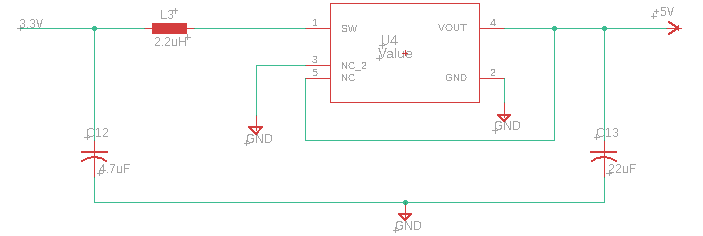 3.3V
L3
2.2uH
1
SW
U4
Value
VOUT
4
+5V
3
NC_2
5
NC
GND
2
GND
GND
C12
4.7uF
C13
22uF
GND